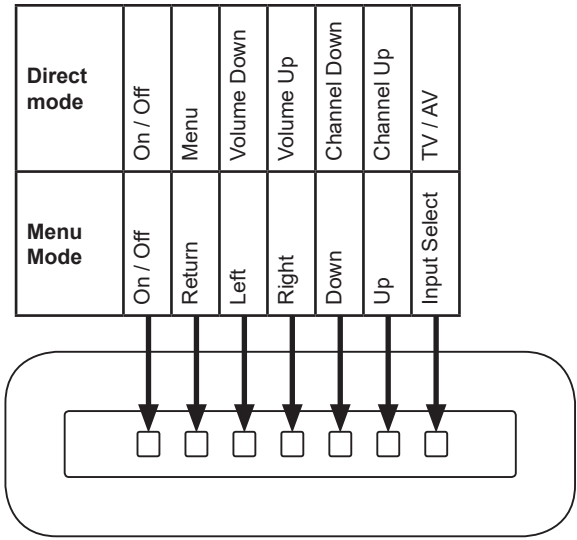 Direct
mode
On / Off
Menu
Volume Down
Volume Up
Channel Down
Channel Up
TV / AV
Menu
Mode
On / Off
Return
Left
Right
Down
Up
Input Select